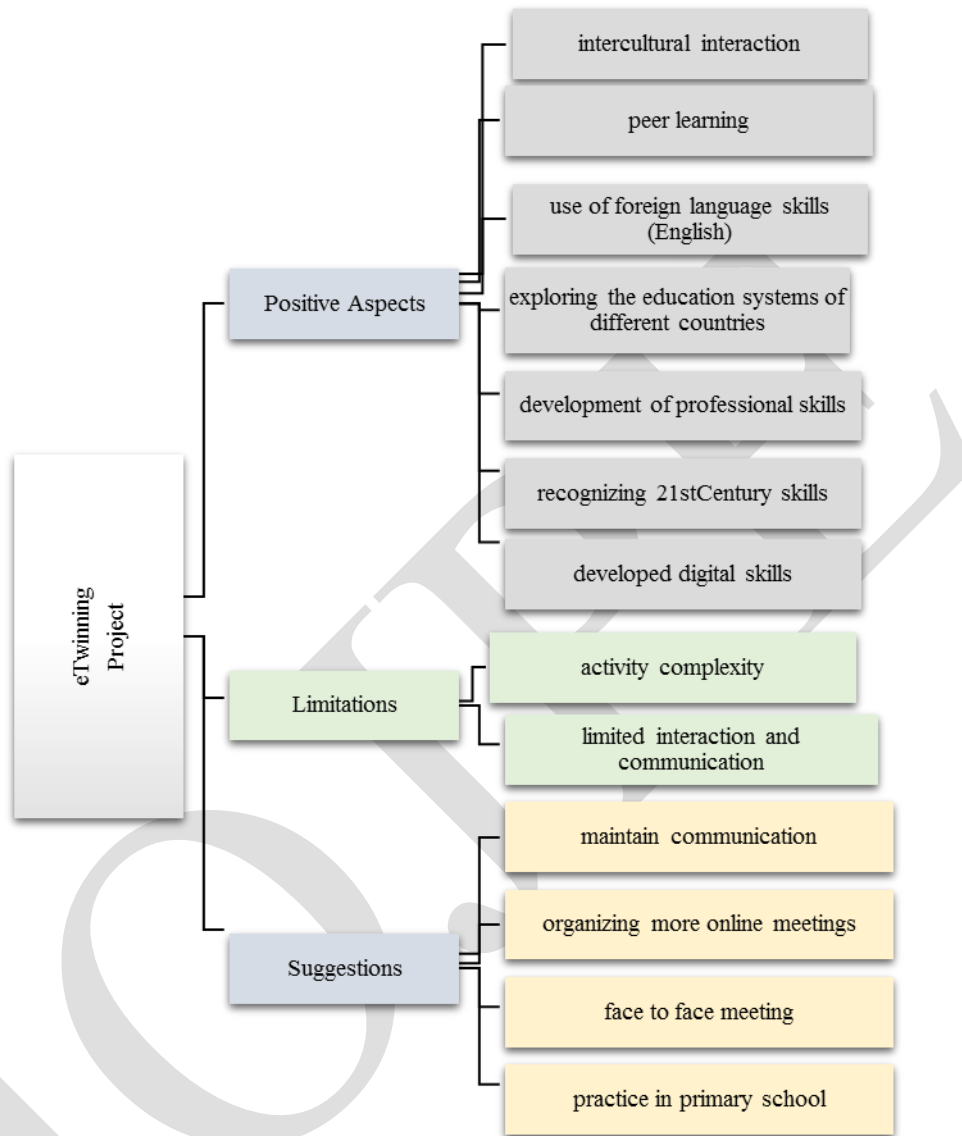 eTwinning
Project
Positive Aspects
intercultural interaction
peer learning
use of foreign language skills
(English)
exploring the education systems of
different countries
development of professional skills
recognizing 21stCentury skills
developed digital skills
Limitations
activity complexity
limited interaction and
communication
Suggestions
maintain communication
organizing more online meetings
face to face meeting
practice in primary school